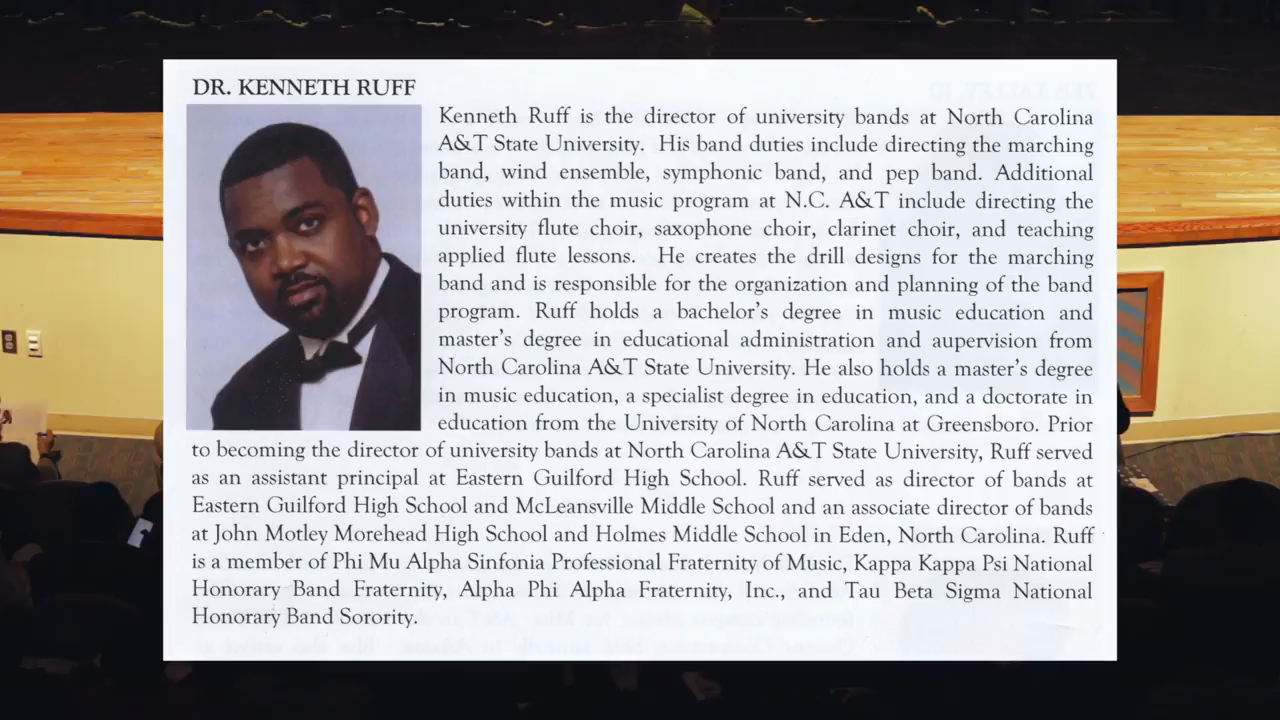 DR. KENNETH RUFF
Kenneth Ruff is the director of university bands at North Carolina
A&T State University. His band duties include directing the marching
band, wind ensemble, symphonic band, and pep band. Additional
duties within the music program at N.C. A&T include directing the
university flute choir, saxophone choir, clarinet choir, and teaching
applied flute lessons. He creates the drill designs for the marching
band and is responsible for the organization and planning of the band
program. Ruff holds a bachelor's degree in music education and
master's degree in educational administration and aupervision from
North Carolina A&T State University. He also holds a master's degree
in music education, a specialist degree in education, and a doctorate in
education from the University of North Carolina at Greensboro. Prior
to becoming the director of university bands at North Carolina A&T State University, Ruff served
as an assistant principal at Eastern Guilford High School. Ruff served as director of bands at
Eastern Guilford High School and McLeansville Middle School and an associate director of bands
at John Motley Morehead High School and Holmes Middle School in Eden, North Carolina. Ruff
is a member of Phi Mu Alpha Sinfonia Professional Fraternity of Music, Kappa Kappa Psi National
Honorary Band Fraternity, Alpha Phi Alpha Fraternity, Inc., and Tau Beta Sigma National
Honorary Band Sorority.